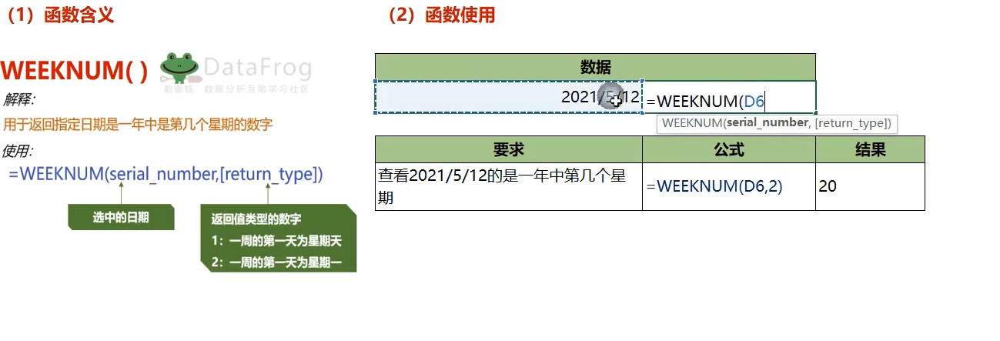 （1）函数含义
WEEKNUM( )
DataFrog
数据蛙 数据分析互助学习社区
解释:
用于返回指定日期是一年中是第几个星期的数字
使用:
=WEEKNUM(serial_number,[return_type])
选中的日期
返回值类型的数字
1：一周的第一天为星期天
2：一周的第一天为星期一
（2）函数使用
数据
2021/5/12
=WEEKNUM(D6
WEEKNUM(serial_number, [return_type])
要求
公式
结果
查看2021/5/12的是一年中第几个星
期
=WEEKNUM(D6,2)
20